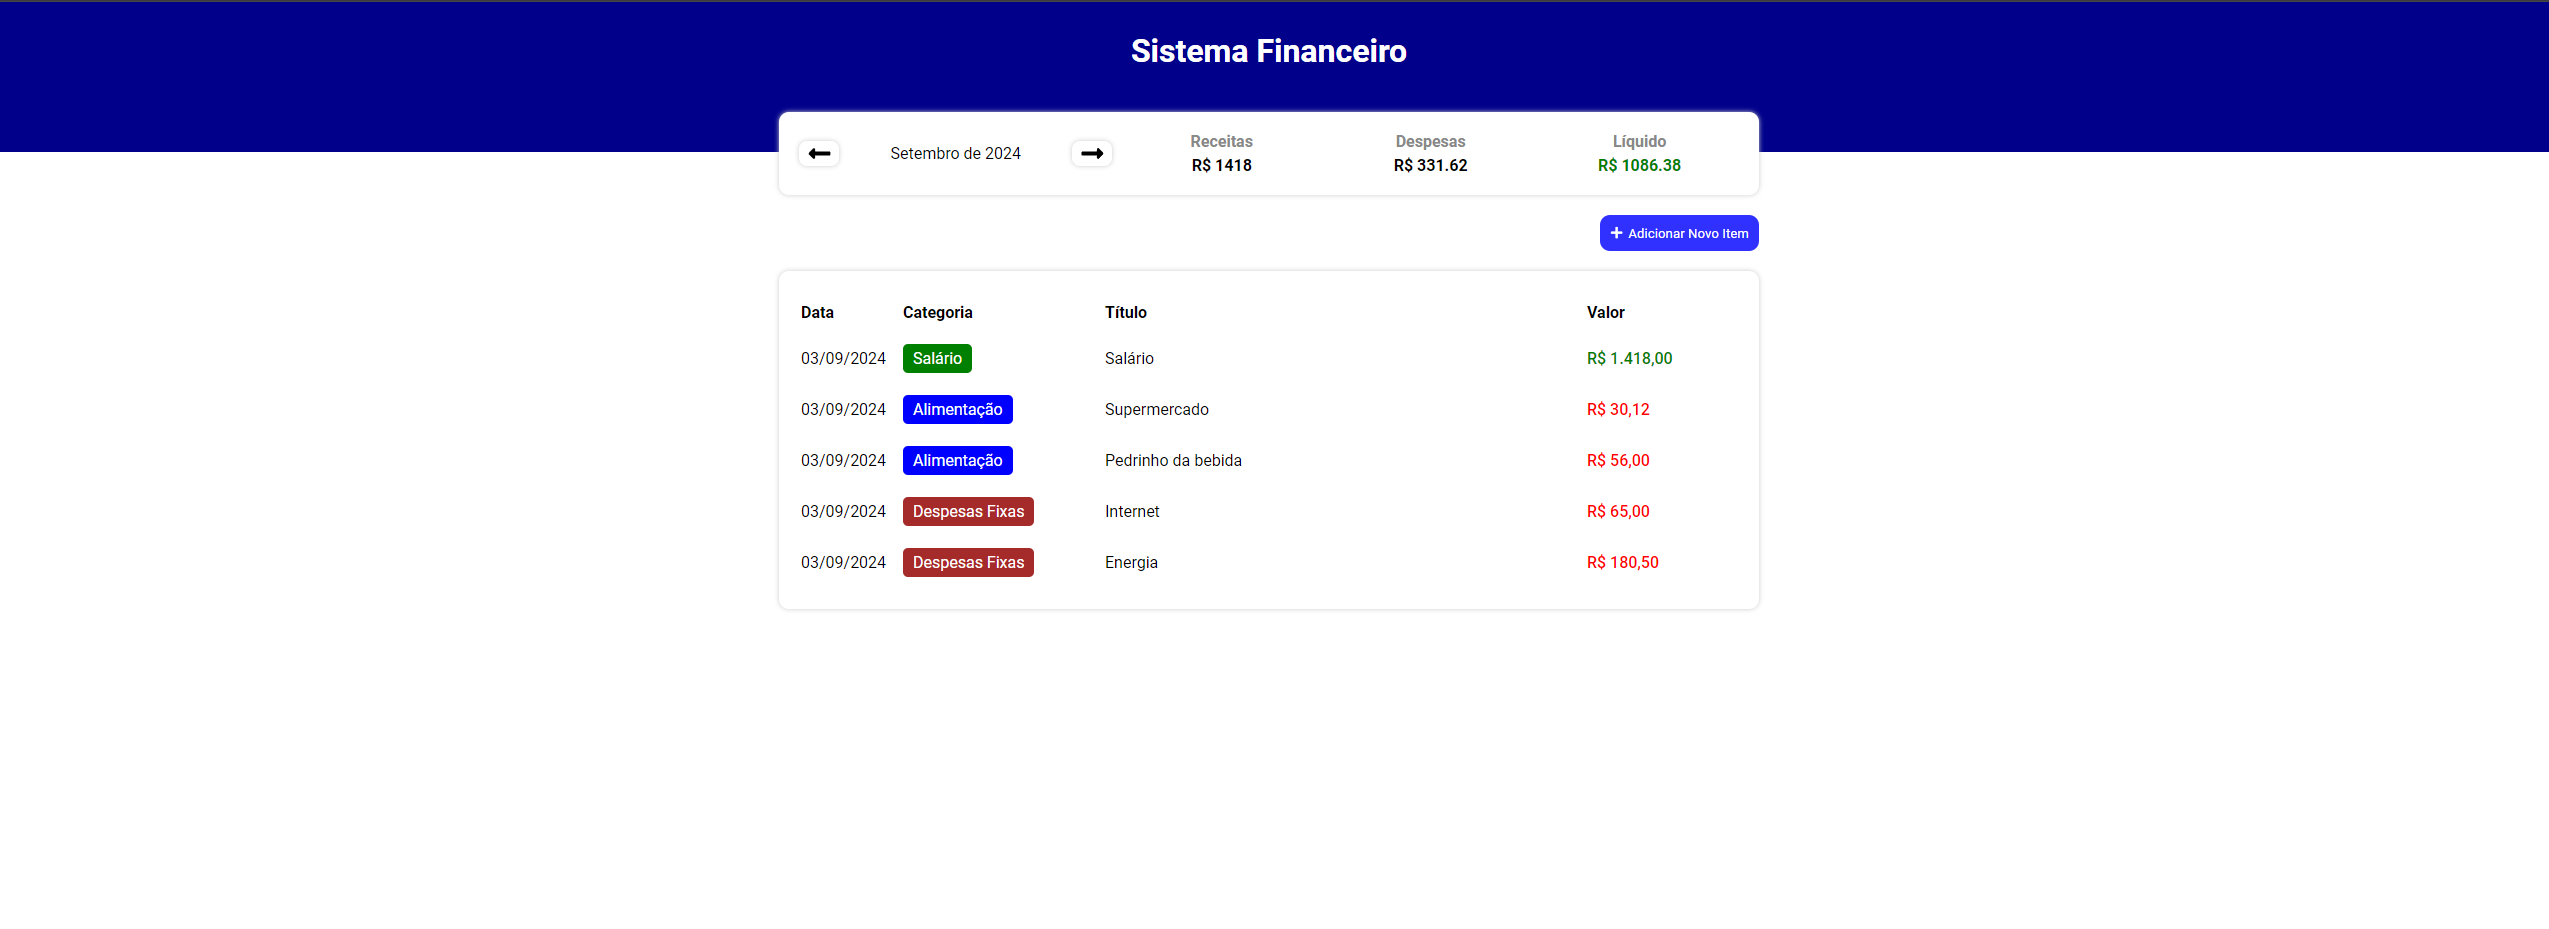 Sistema Financeiro
Setembro de 2024
Receitas
R$ 1418
Despesas
R$ 331.62
Líquido
R$ 1086.38
Adicionar Novo Item
Data Categoria Título Valor
03/09/2024 Salário Salário R$ 1.418,00
03/09/2024 Alimentação Supermercado R$ 30,12
03/09/2024 Alimentação Pedrinho da bebida R$ 56,00
03/09/2024 Despesas Fixas Internet R$ 65,00
03/09/2024 Despesas Fixas Energia R$ 180,50